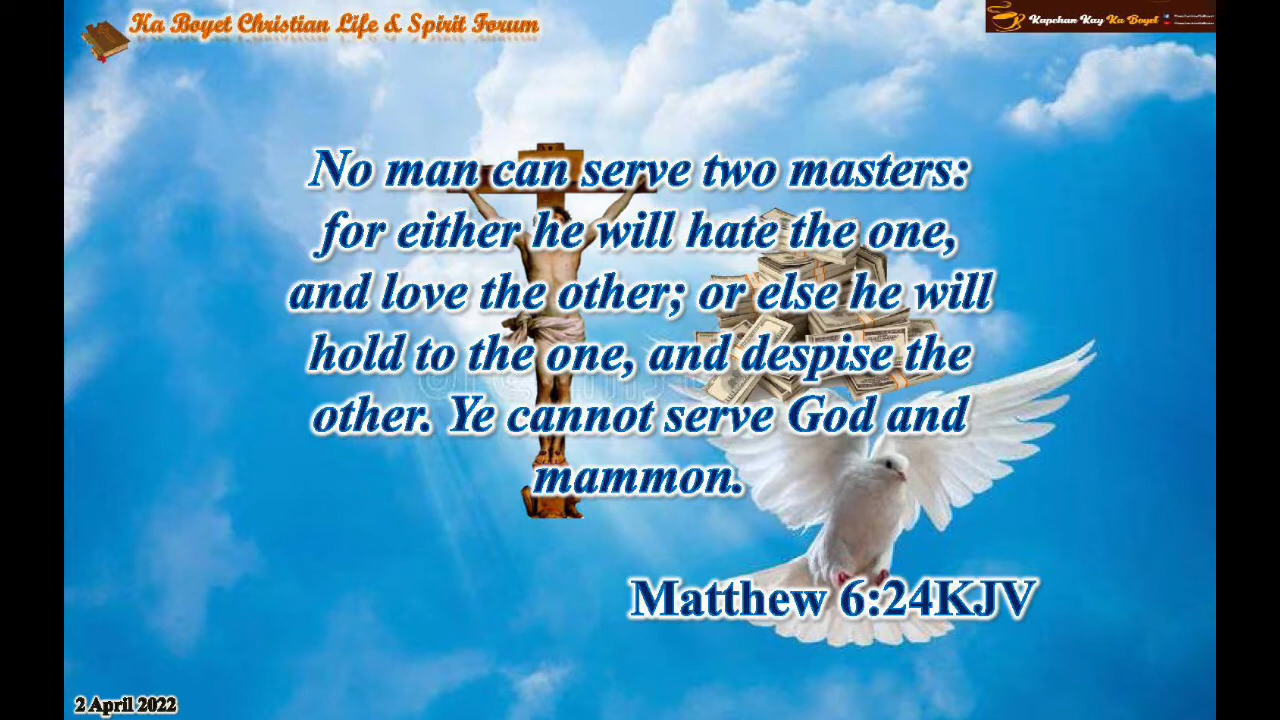 Ka Boyet Christian Life & Spirit Forum
Kapehan Kay Ka Boyet
No man can serve two masters:
for either he will hate the one,
and love the other; or else he will
hold to the one, and despise the
other. Ye cannot serve God and
mammon.
Matthew 6:24KJV
2 April 2022